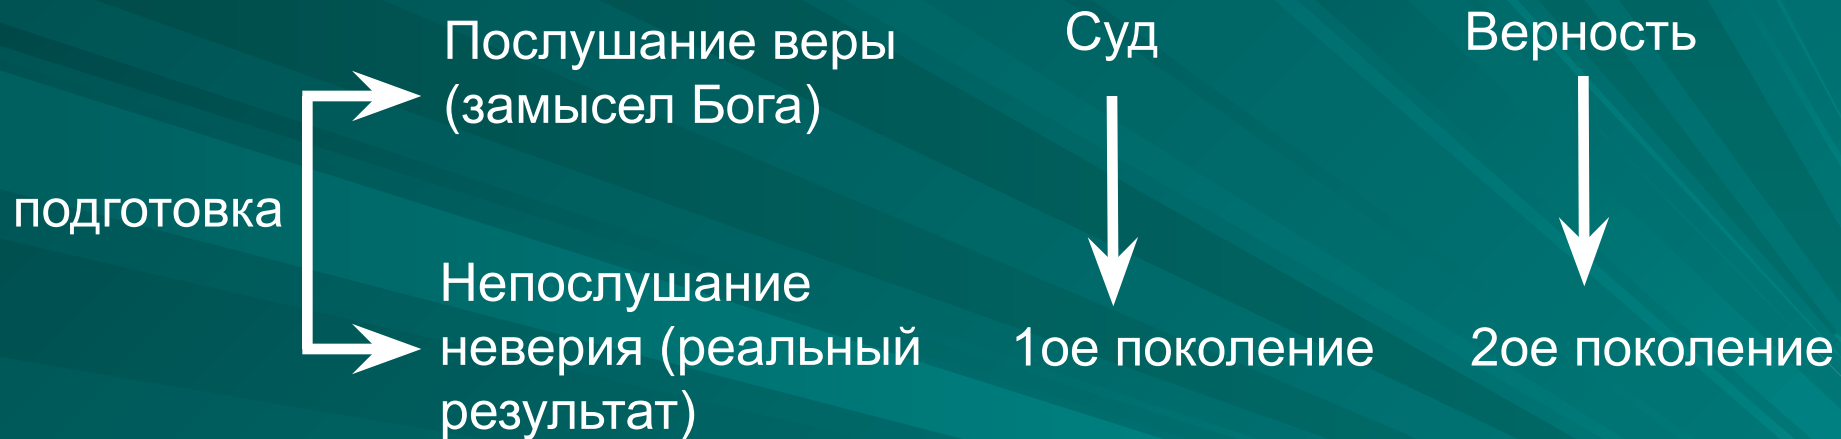 Послушание веры
(замысел Бога)
Суд
Верность
подготовка
Непослушание
неверия (реальный
результат)
1ое поколение
2ое поколение